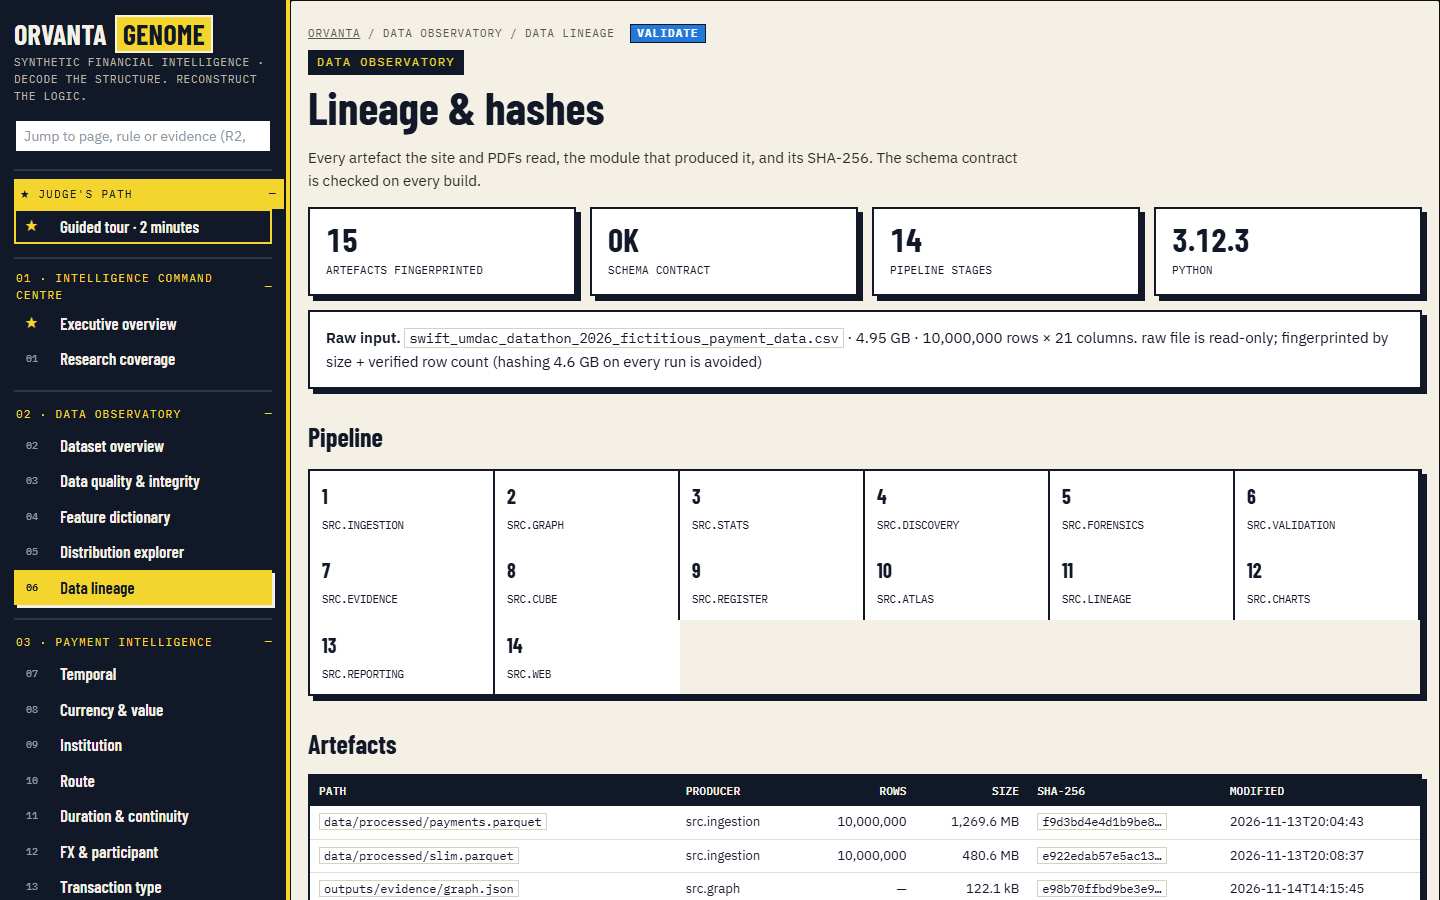 ORVANTA GENOME
SYNTHETIC FINANCIAL INTELLIGENCE ·
DECODE THE STRUCTURE. RECONSTRUCT
THE LOGIC.
Jump to page, rule or evidence (R2,
★ JUDGE'S PATH –
★ Guided tour · 2 minutes
01 · INTELLIGENCE COMMAND
CENTRE –
★ Executive overview
01 Research coverage
02 · DATA OBSERVATORY –
02 Dataset overview
03 Data quality & integrity
04 Feature dictionary
05 Distribution explorer
06 Data lineage
03 · PAYMENT INTELLIGENCE –
07 Temporal
08 Currency & value
09 Institution
10 Route
11 Duration & continuity
12 FX & participant
13 Transaction type
ORVANTA / DATA OBSERVATORY / DATA LINEAGE VALIDATE
DATA OBSERVATORY
Lineage & hashes
Every artefact the site and PDFs read, the module that produced it, and its SHA-256. The schema contract
is checked on every build.
15
ARTEFACTS FINGERPRINTED
OK
SCHEMA CONTRACT
14
PIPELINE STAGES
3.12.3
PYTHON
Raw input. swift_umdac_datathon_2026_fictitious_payment_data.csv · 4.95 GB · 10,000,000 rows × 21 columns. raw file is read-only; fingerprinted by
size + verified row count (hashing 4.6 GB on every run is avoided)
Pipeline
1 2 3 4 5 6
SRC.INGESTION SRC.GRAPH SRC.STATS SRC.DISCOVERY SRC.FORENSICS SRC.VALIDATION
7 8 9 10 11 12
SRC.EVIDENCE SRC.CUBE SRC.REGISTER SRC.ATLAS SRC.LINEAGE SRC.CHARTS
13 14
SRC.REPORTING SRC.WEB
Artefacts
PATH PRODUCER ROWS SIZE SHA-256 MODIFIED
data/processed/payments.parquet src.ingestion 10,000,000 1,269.6 MB f9d3bd4e4d1b9be8… 2026-11-13T20:04:43
data/processed/slim.parquet src.ingestion 10,000,000 480.6 MB e922edab57e5ac13… 2026-11-13T20:08:37
outputs/evidence/graph.json src.graph — 122.1 kB e98b70ffbd9be3e9… 2026-11-14T14:15:45